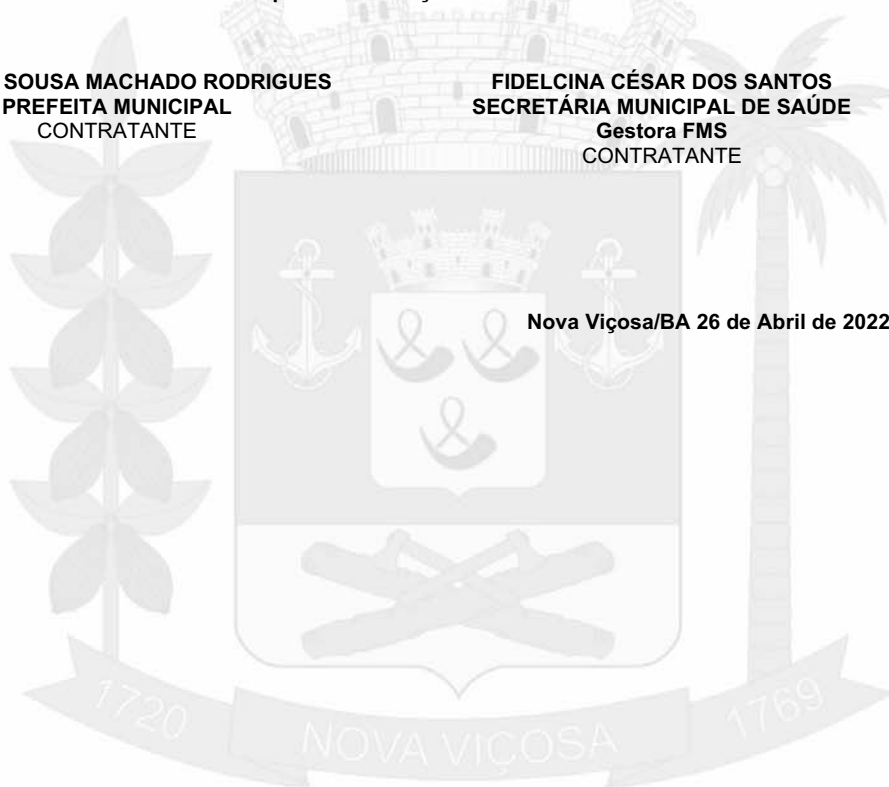 SOUSA MACHADO RODRIGUES
PREFEITA MUNICIPAL
CONTRATANTE
FIDELCINA CÉSAR DOS SANTOS
SECRETÁRIA MUNICIPAL DE SAÚDE
Gestora FMS
CONTRATANTE
Nova Viçosa/BA 26 de Abril de 2022
1720
NOVA VIÇOSA
1769